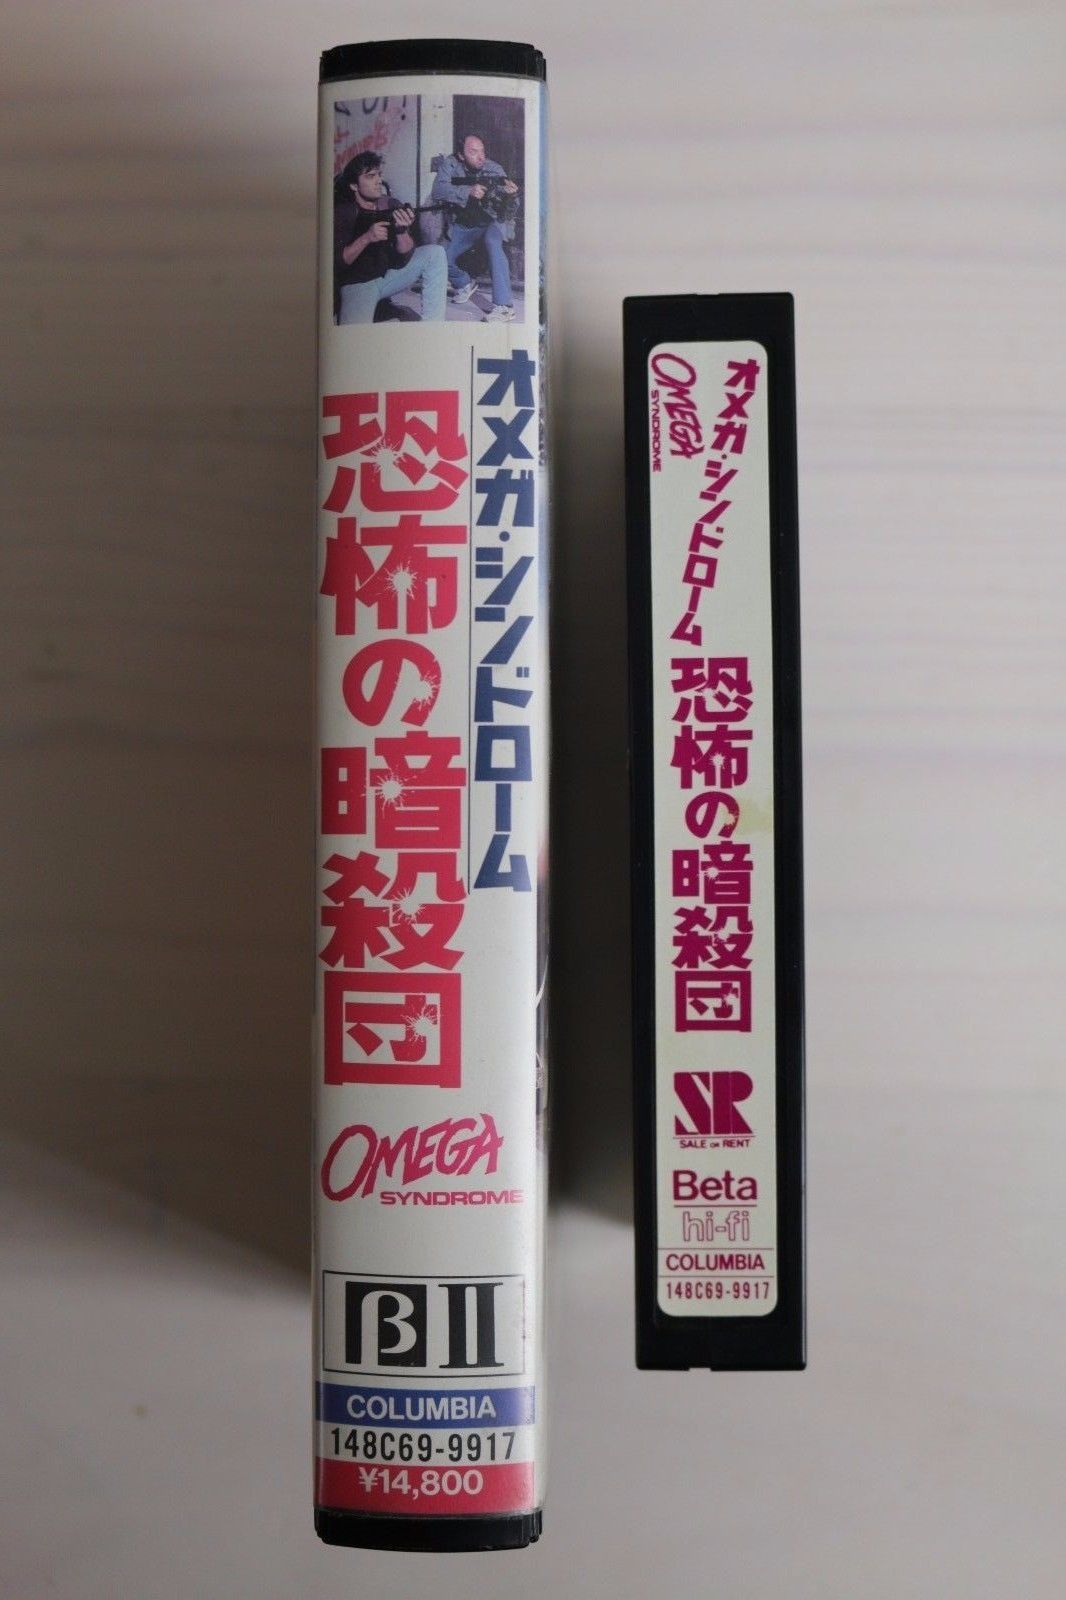 オメガ・シンドローム
恐怖の暗殺団
OMEGA
SYNDROME
β II
COLUMBIA
148C69-9917
¥14,800
オメガ・シンドローム
OMEGA
SYNDROME
恐怖の暗殺団
SR
SALE OR RENT
Beta
hi-fi
COLUMBIA
148C69-9917